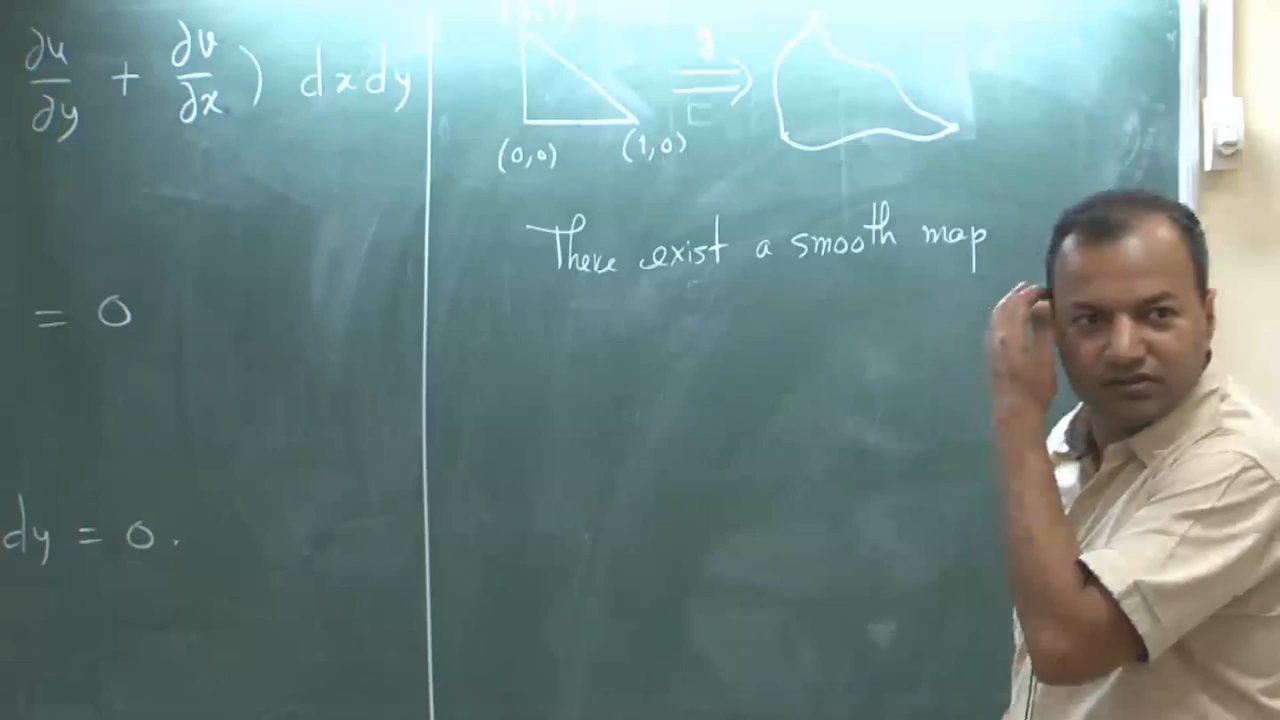 ∂u/∂y + ∂v/∂x ) dxdy
= 0
dy = 0.
(0,0)
(1,0)
There exist a smooth map